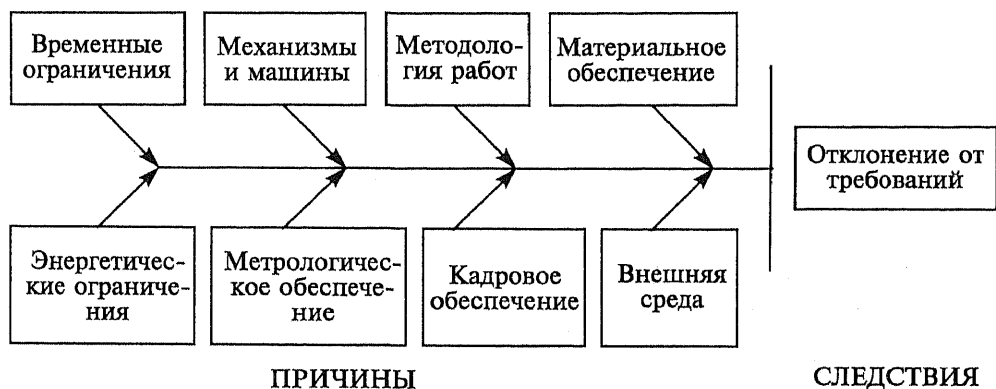 Временные
ограничения
Механизмы
и машины
Методоло-
гия работ
Материальное
обеспечение
Отклонение от
требований
Энергетичес-
кие ограниче-
ния
Метрологичес-
кое обеспече-
ние
Кадровое
обеспечение
Внешняя
среда
ПРИЧИНЫ
СЛЕДСТВИЯ